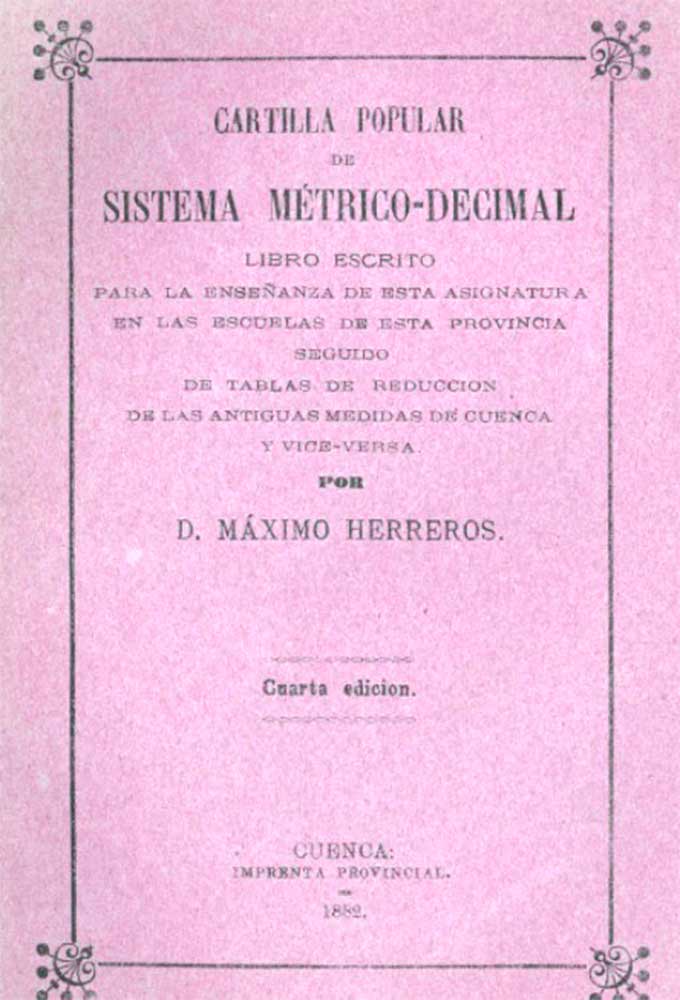 CARTILLA POPULAR
DE
SISTEMA MÉTRICO-DECIMAL
LIBRO ESCRITO
PARA LA ENSEÑANZA DE ESTA ASIGNATURA
EN LAS ESCUELAS DE ESTA PROVINCIA
SEGUIDO
DE TABLAS DE REDUCCION
DE LAS ANTIGUAS MEDIDAS DE CUENCA
Y VICE-VERSA.
POR
D. MÁXIMO HERREROS.
Cuarta edicion.
CUENCA:
IMPRENTA PROVINCIAL.
1882.